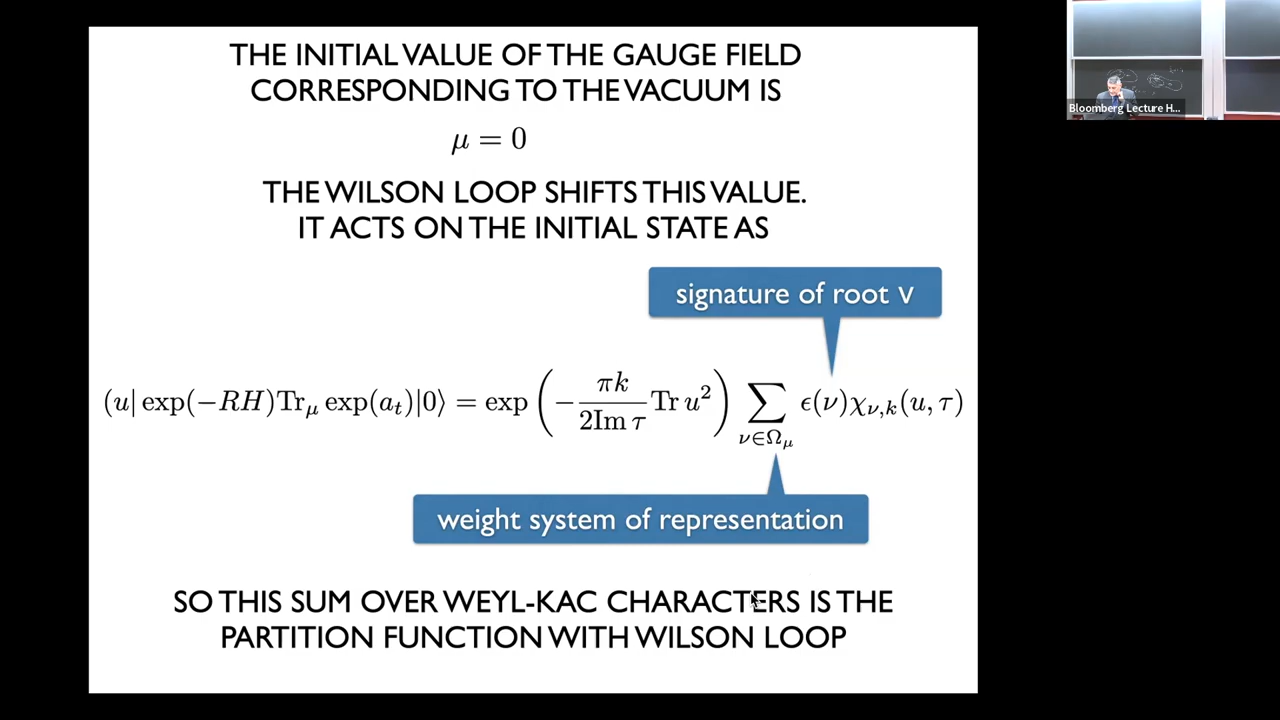 THE INITIAL VALUE OF THE GAUGE FIELD
CORRESPONDING TO THE VACUUM IS
μ = 0
THE WILSON LOOP SHIFTS THIS VALUE.
IT ACTS ON THE INITIAL STATE AS
signature of root ν
(u| exp(−RH)Tr_μ exp(a_t)|0⟩ = exp (−πk/2Im τ Tr u²) ∑_{ν∈Ω_μ} ϵ(ν)χ_{ν,k}(u, τ)
weight system of representation
SO THIS SUM OVER WEYL-KAC CHARACTERS IS THE
PARTITION FUNCTION WITH WILSON LOOP
Bloomberg Lecture H...